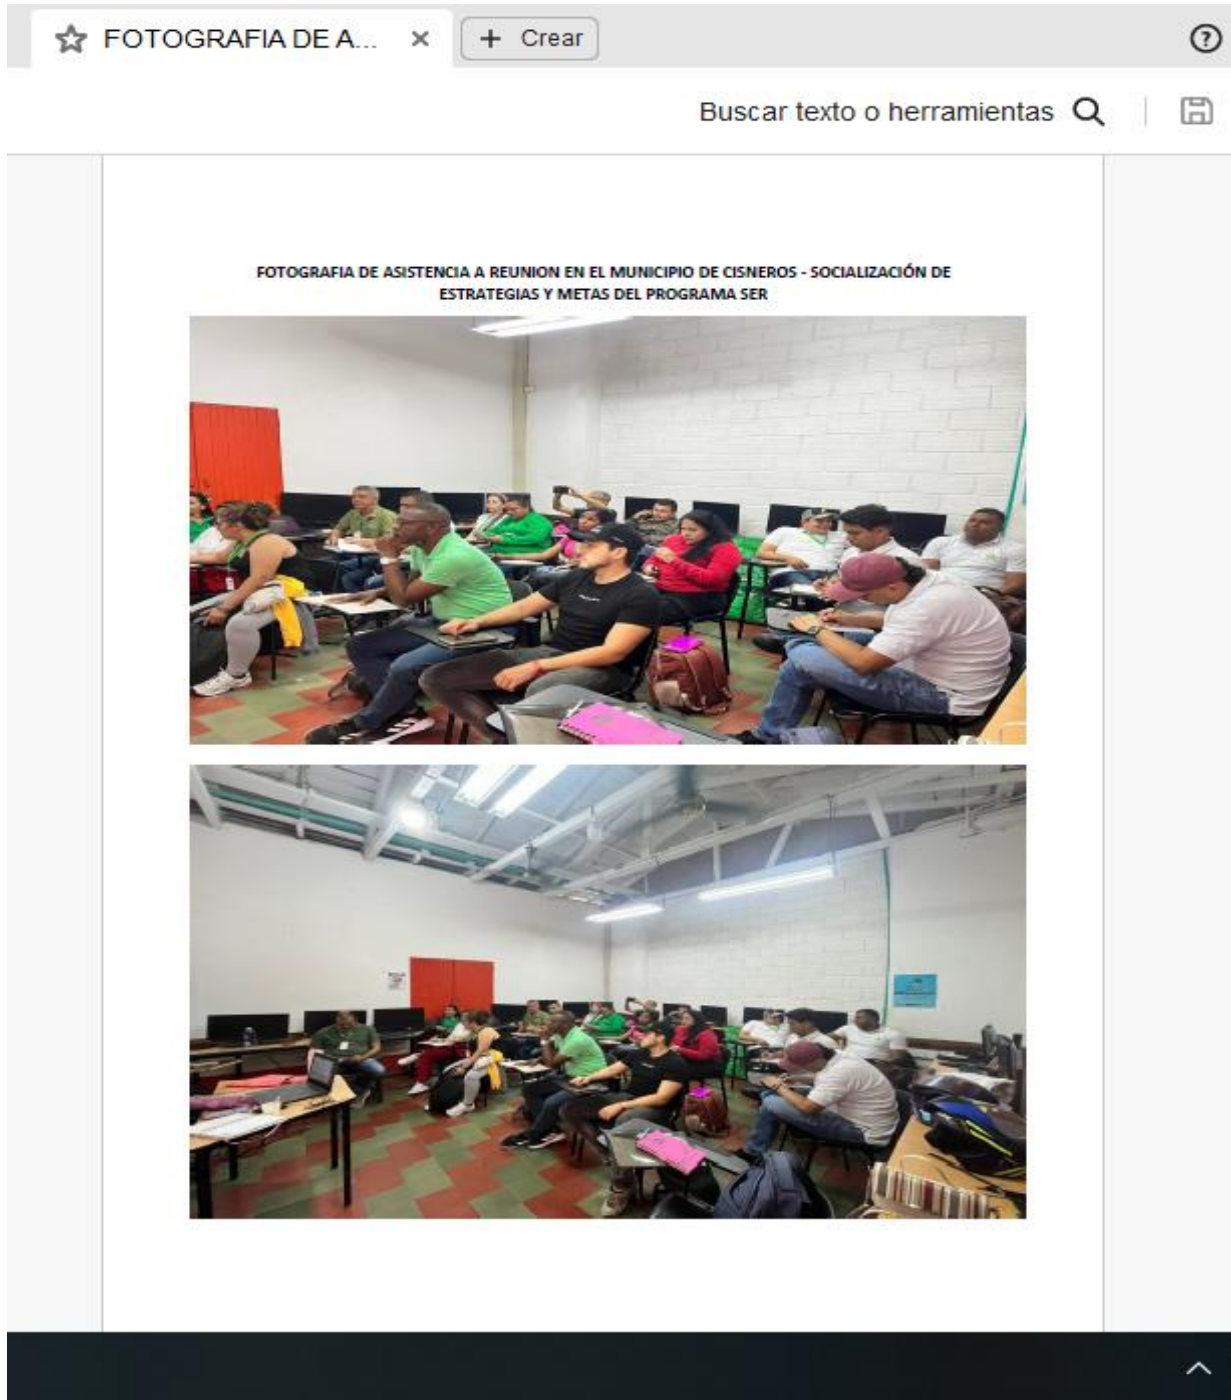 FOTOGRAFIA DE A...
Crear
Buscar texto o herramientas
FOTOGRAFIA DE ASISTENCIA A REUNION EN EL MUNICIPIO DE CISNEROS - SOCIALIZACIÓN DE
ESTRATEGIAS Y METAS DEL PROGRAMA SER